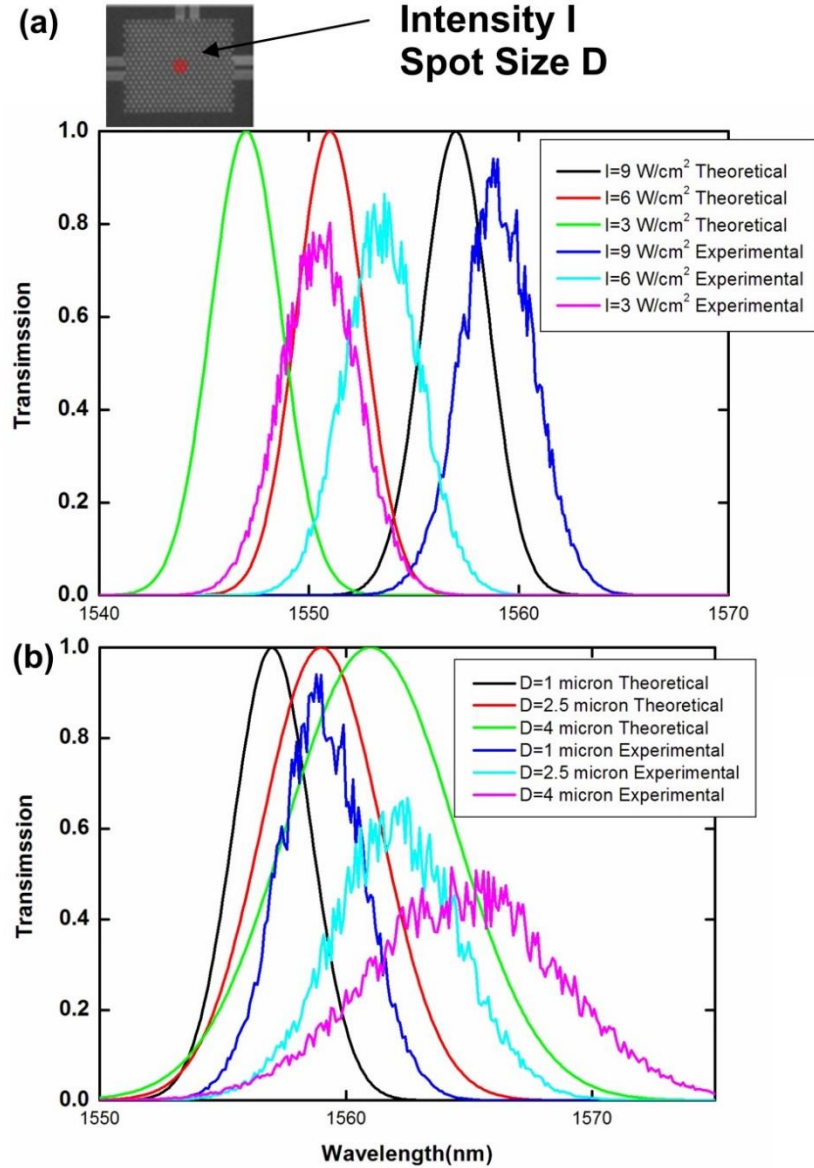 (a)
Intensity I
Spot Size D
1.0
0.8
0.6
0.4
0.2
0.0
Transimssion
I=9 W/cm² Theoretical
I=6 W/cm² Theoretical
I=3 W/cm² Theoretical
I=9 W/cm² Experimental
I=6 W/cm² Experimental
I=3 W/cm² Experimental
1540 1550 1560 1570
(b)
1.0
0.8
0.6
0.4
0.2
0.0
Transimssion
D=1 micron Theoretical
D=2.5 micron Theoretical
D=4 micron Theoretical
D=1 micron Experimental
D=2.5 micron Experimental
D=4 micron Experimental
1550 1560 1570
Wavelength(nm)